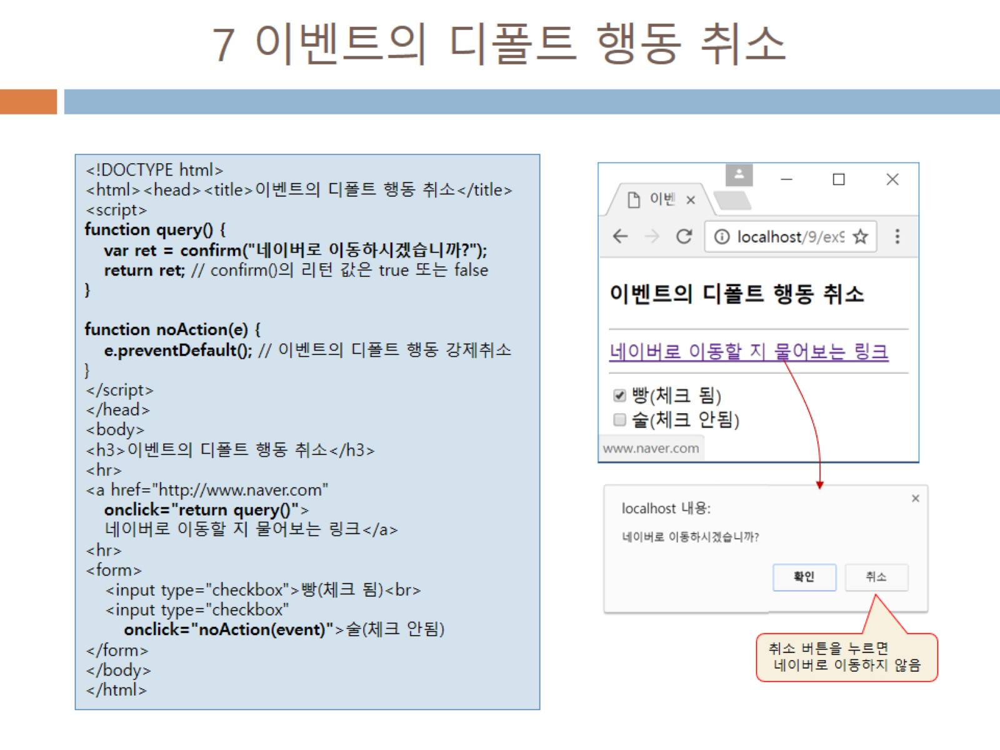 7 이벤트의 디폴트 행동 취소
<!DOCTYPE html>
<html><head><title>이벤트의 디폴트 행동 취소</title>
<script>
function query() {
var ret = confirm("네이버로 이동하시겠습니까?");
return ret; // confirm()의 리턴 값은 true 또는 false
}
function noAction(e) {
e.preventDefault(); // 이벤트의 디폴트 행동 강제취소
}
</script>
</head>
<body>
<h3>이벤트의 디폴트 행동 취소</h3>
<hr>
<a href="http://www.naver.com"
onclick="return query()">
네이버로 이동할 지 물어보는 링크</a>
<hr>
<form>
<input type="checkbox">빵(체크 됨)<br>
<input type="checkbox"
onclick="noAction(event)">술(체크 안됨)
</form>
</body>
</html>
이벤
localhost/9/ex9
이벤트의 디폴트 행동 취소
네이버로 이동할 지 물어보는 링크
빵(체크 됨)
술(체크 안됨)
www.naver.com
localhost 내용:
네이버로 이동하시겠습니까?
확인 취소
취소 버튼을 누르면
네이버로 이동하지 않음